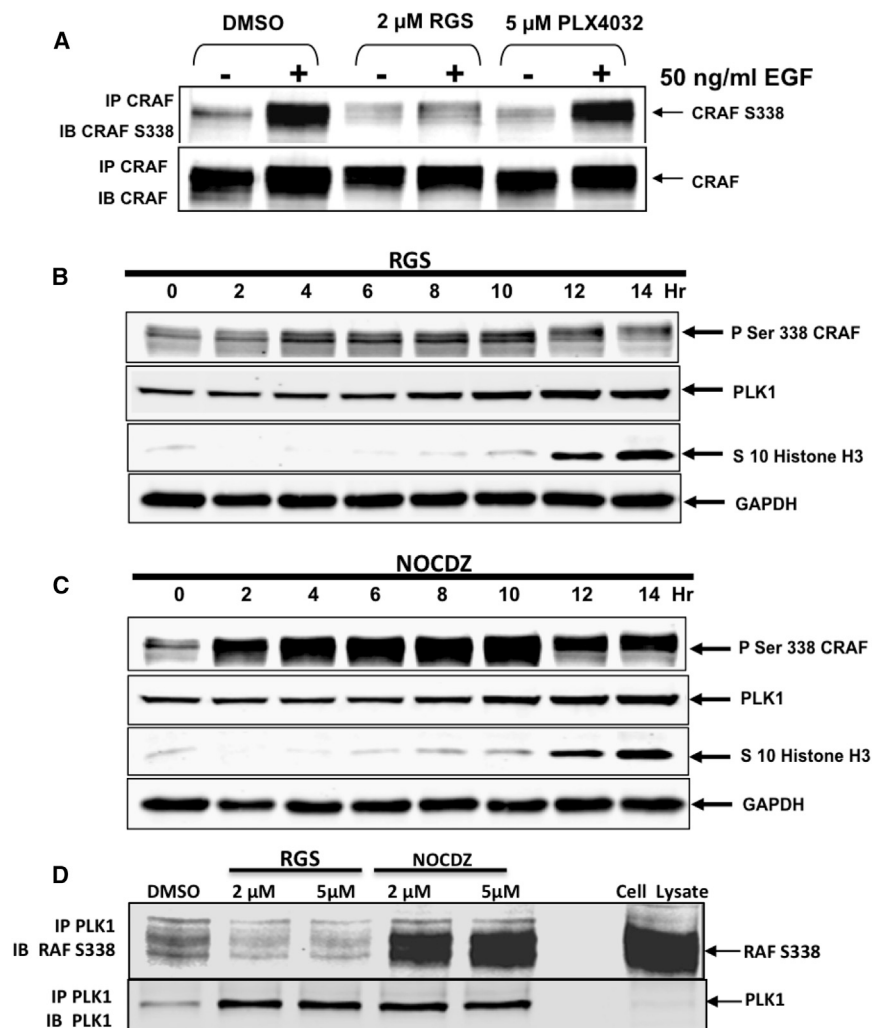 A
DMSO 2 µM RGS 5 µM PLX4032
- + - + - + 50 ng/ml EGF
IP CRAF
IB CRAF S338
CRAF S338
IP CRAF
IB CRAF
CRAF
B
RGS
0 2 4 6 8 10 12 14 Hr
P Ser 338 CRAF
PLK1
S 10 Histone H3
GAPDH
C
NOCDZ
0 2 4 6 8 10 12 14 Hr
P Ser 338 CRAF
PLK1
S 10 Histone H3
GAPDH
D
RGS NOCDZ
DMSO 2 µM 5µM 2 µM 5µM Cell Lysate
IP PLK1
IB RAF S338
RAF S338
IP PLK1
IB PLK1
PLK1